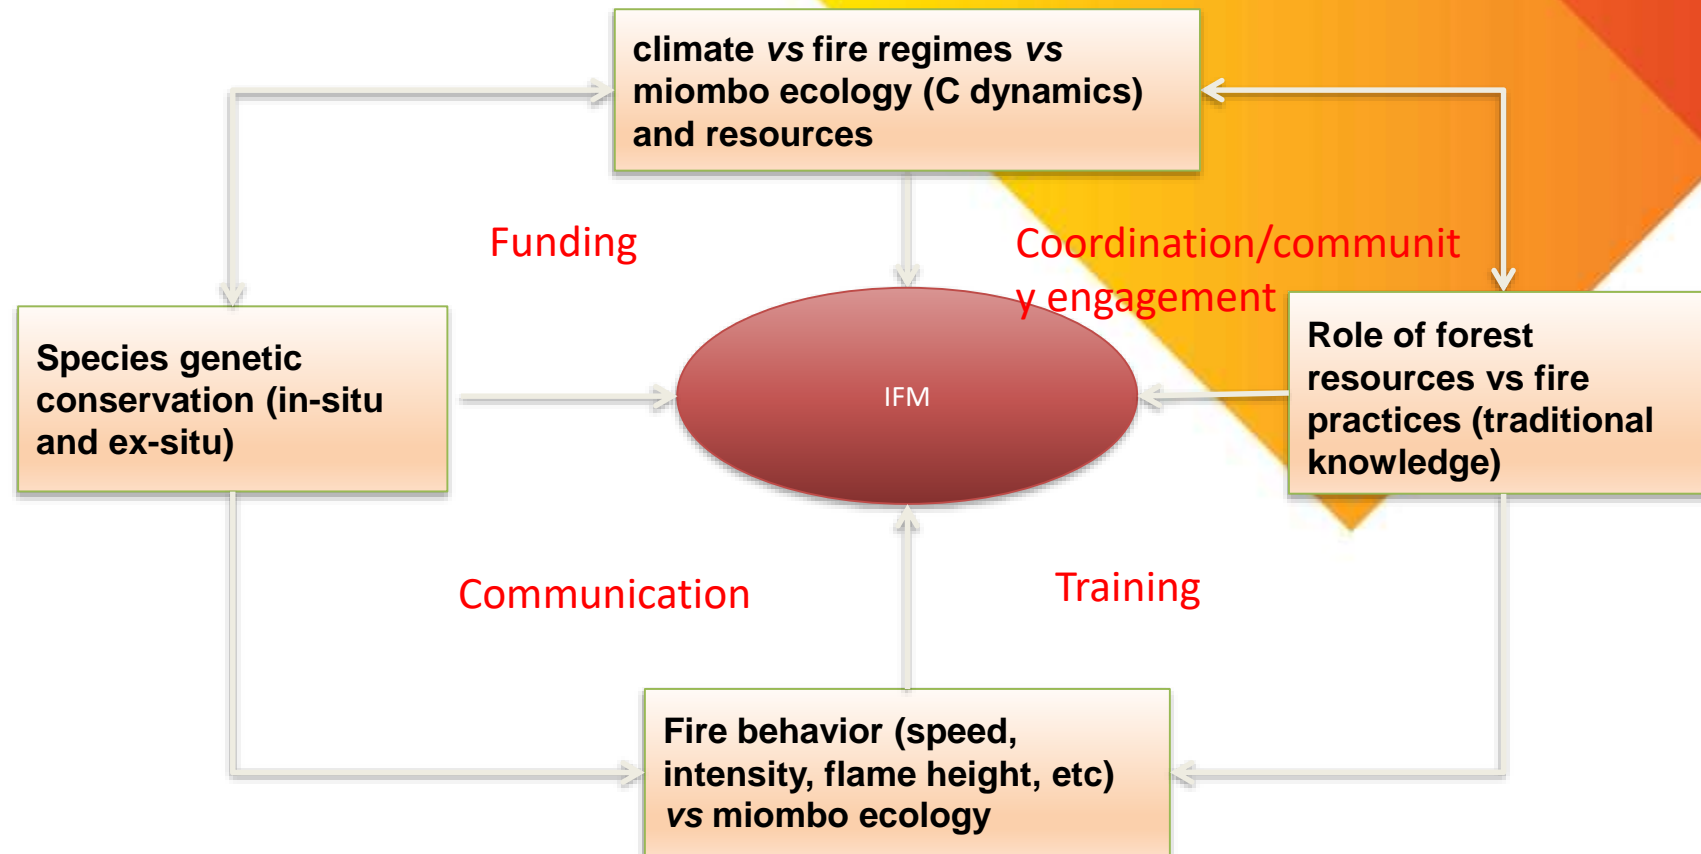 climate vs fire regimes vs
miombo ecology (C dynamics)
and resources
Funding
Coordination/communit
y engagement
Species genetic
conservation (in-situ
and ex-situ)
IFM
Role of forest
resources vs fire
practices (traditional
knowledge)
Communication
Training
Fire behavior (speed,
intensity, flame height, etc)
vs miombo ecology